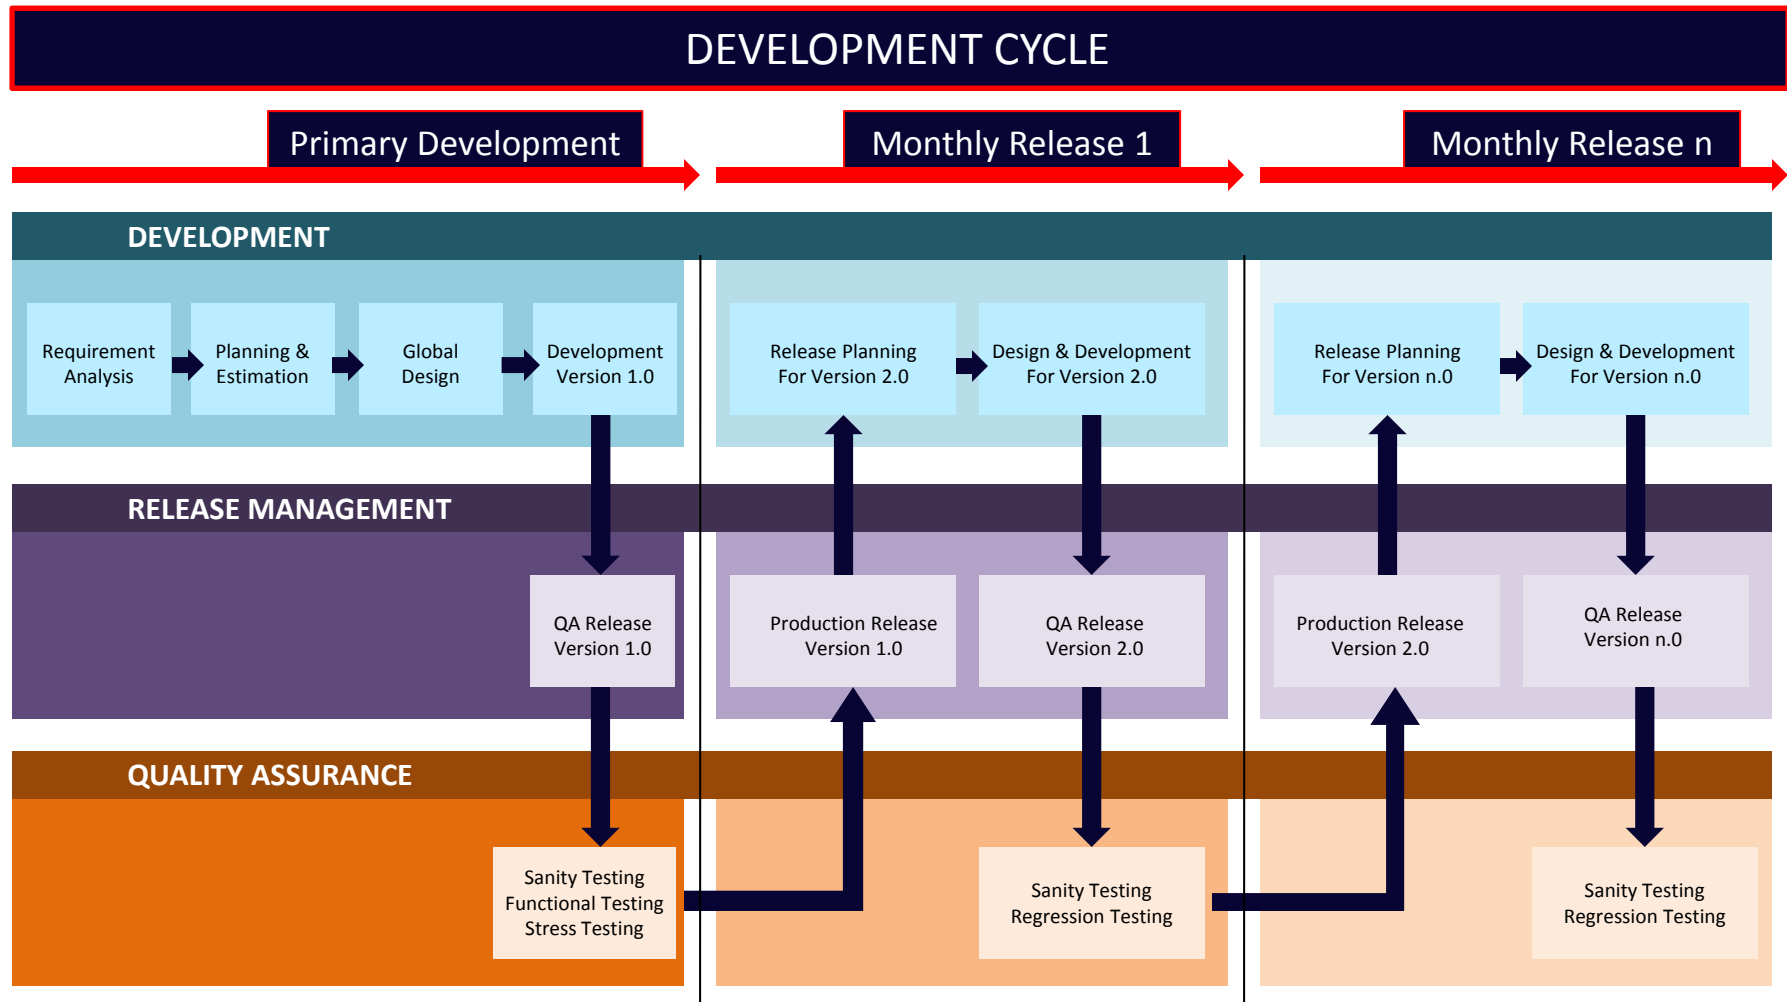 DEVELOPMENT CYCLE
Primary Development
Monthly Release 1
Monthly Release n
DEVELOPMENT
Requirement
Analysis
Planning &
Estimation
Global
Design
Development
Version 1.0
Release Planning
For Version 2.0
Design & Development
For Version 2.0
Release Planning
For Version n.0
Design & Development
For Version n.0
RELEASE MANAGEMENT
QA Release
Version 1.0
Production Release
Version 1.0
QA Release
Version 2.0
Production Release
Version 2.0
QA Release
Version n.0
QUALITY ASSURANCE
Sanity Testing
Functional Testing
Stress Testing
Sanity Testing
Regression Testing
Sanity Testing
Regression Testing